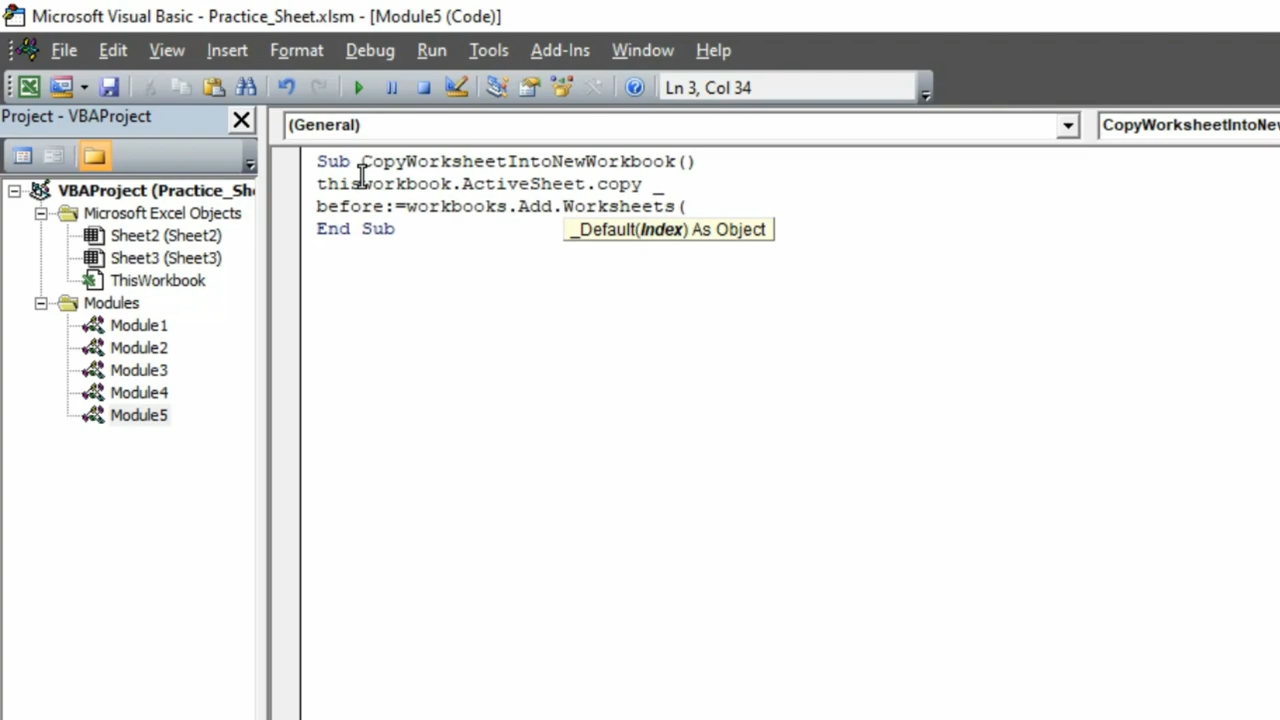 Microsoft Visual Basic - Practice_Sheet.xlsm - [Module5 (Code)]
File Edit View Insert Format Debug Run Tools Add-Ins Window Help
Ln 3, Col 34
Project - VBAProject
(General)
CopyWorksheetIntoNew
VBAProject (Practice_Sh
Microsoft Excel Objects
Sheet2 (Sheet2)
Sheet3 (Sheet3)
ThisWorkbook
Modules
Module1
Module2
Module3
Module4
Module5
Sub CopyWorksheetIntoNewWorkbook()
thisworkbook.ActiveSheet.copy _
before:=workbooks.Add.Worksheets(
End Sub
_Default(Index) As Object